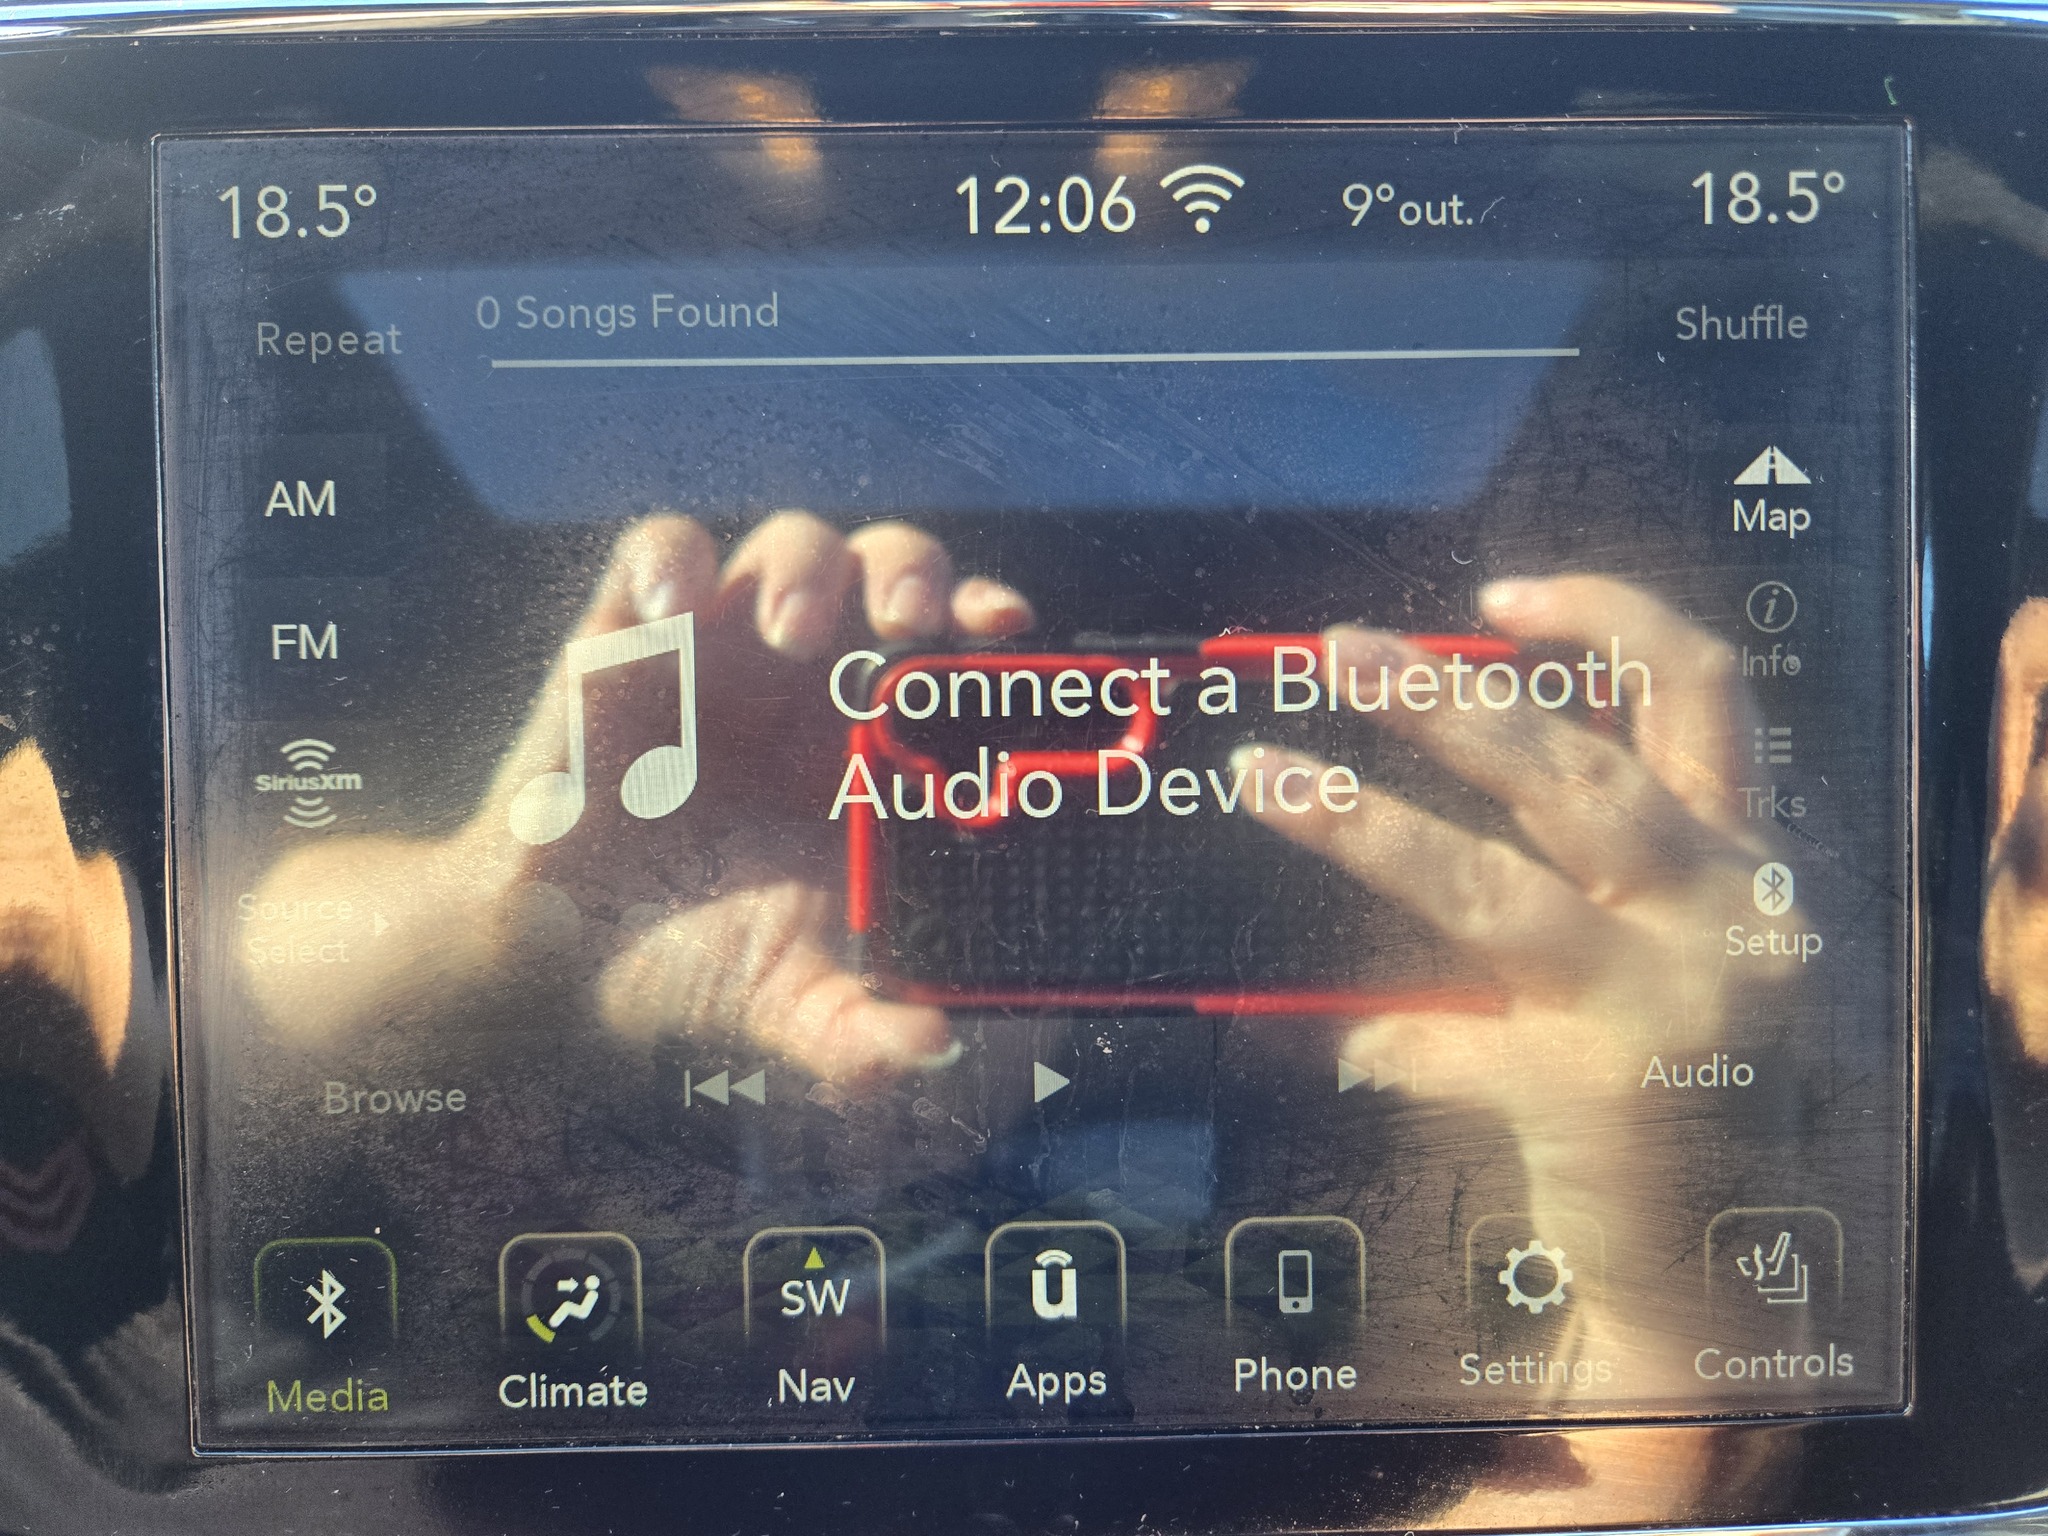 18.5° 12:06 9°out. 18.5°
Repeat 0 Songs Found Shuffle
AM
Map
FM
Info
Connect a Bluetooth
Audio Device
SiriusXM
Trks
Source
Select
Setup
Browse Audio
SW
u
Media Climate Nav Apps Phone Settings Controls